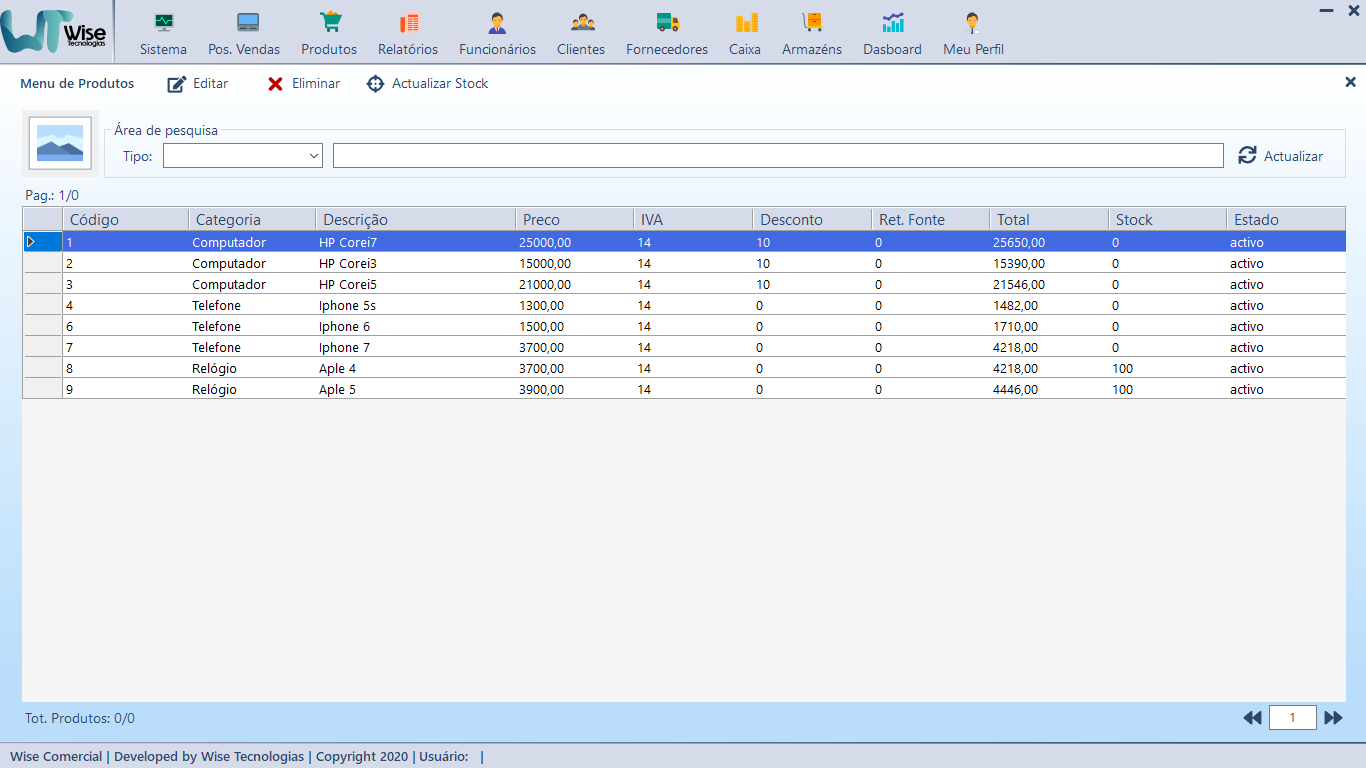 Wise
Tecnologias
Sistema Pos. Vendas Produtos Relatórios Funcionários Clientes Fornecedores Caixa Armazéns Dasboard Meu Perfil
Menu de Produtos Editar Eliminar Actualizar Stock
Área de pesquisa
Tipo: Actualizar
Pag.: 1/0
Código Categoria Descrição Preco IVA Desconto Ret. Fonte Total Stock Estado
1 Computador HP Corei7 25000,00 14 10 0 25650,00 0 activo
2 Computador HP Corei3 15000,00 14 10 0 15390,00 0 activo
3 Computador HP Corei5 21000,00 14 10 0 21546,00 0 activo
4 Telefone Iphone 5s 1300,00 14 0 0 1482,00 0 activo
6 Telefone Iphone 6 1500,00 14 0 0 1710,00 0 activo
7 Telefone Iphone 7 3700,00 14 0 0 4218,00 0 activo
8 Relógio Aple 4 3700,00 14 0 0 4218,00 100 activo
9 Relógio Aple 5 3900,00 14 0 0 4446,00 100 activo
Tot. Produtos: 0/0 1
Wise Comercial | Developed by Wise Tecnologias | Copyright 2020 | Usuário: |